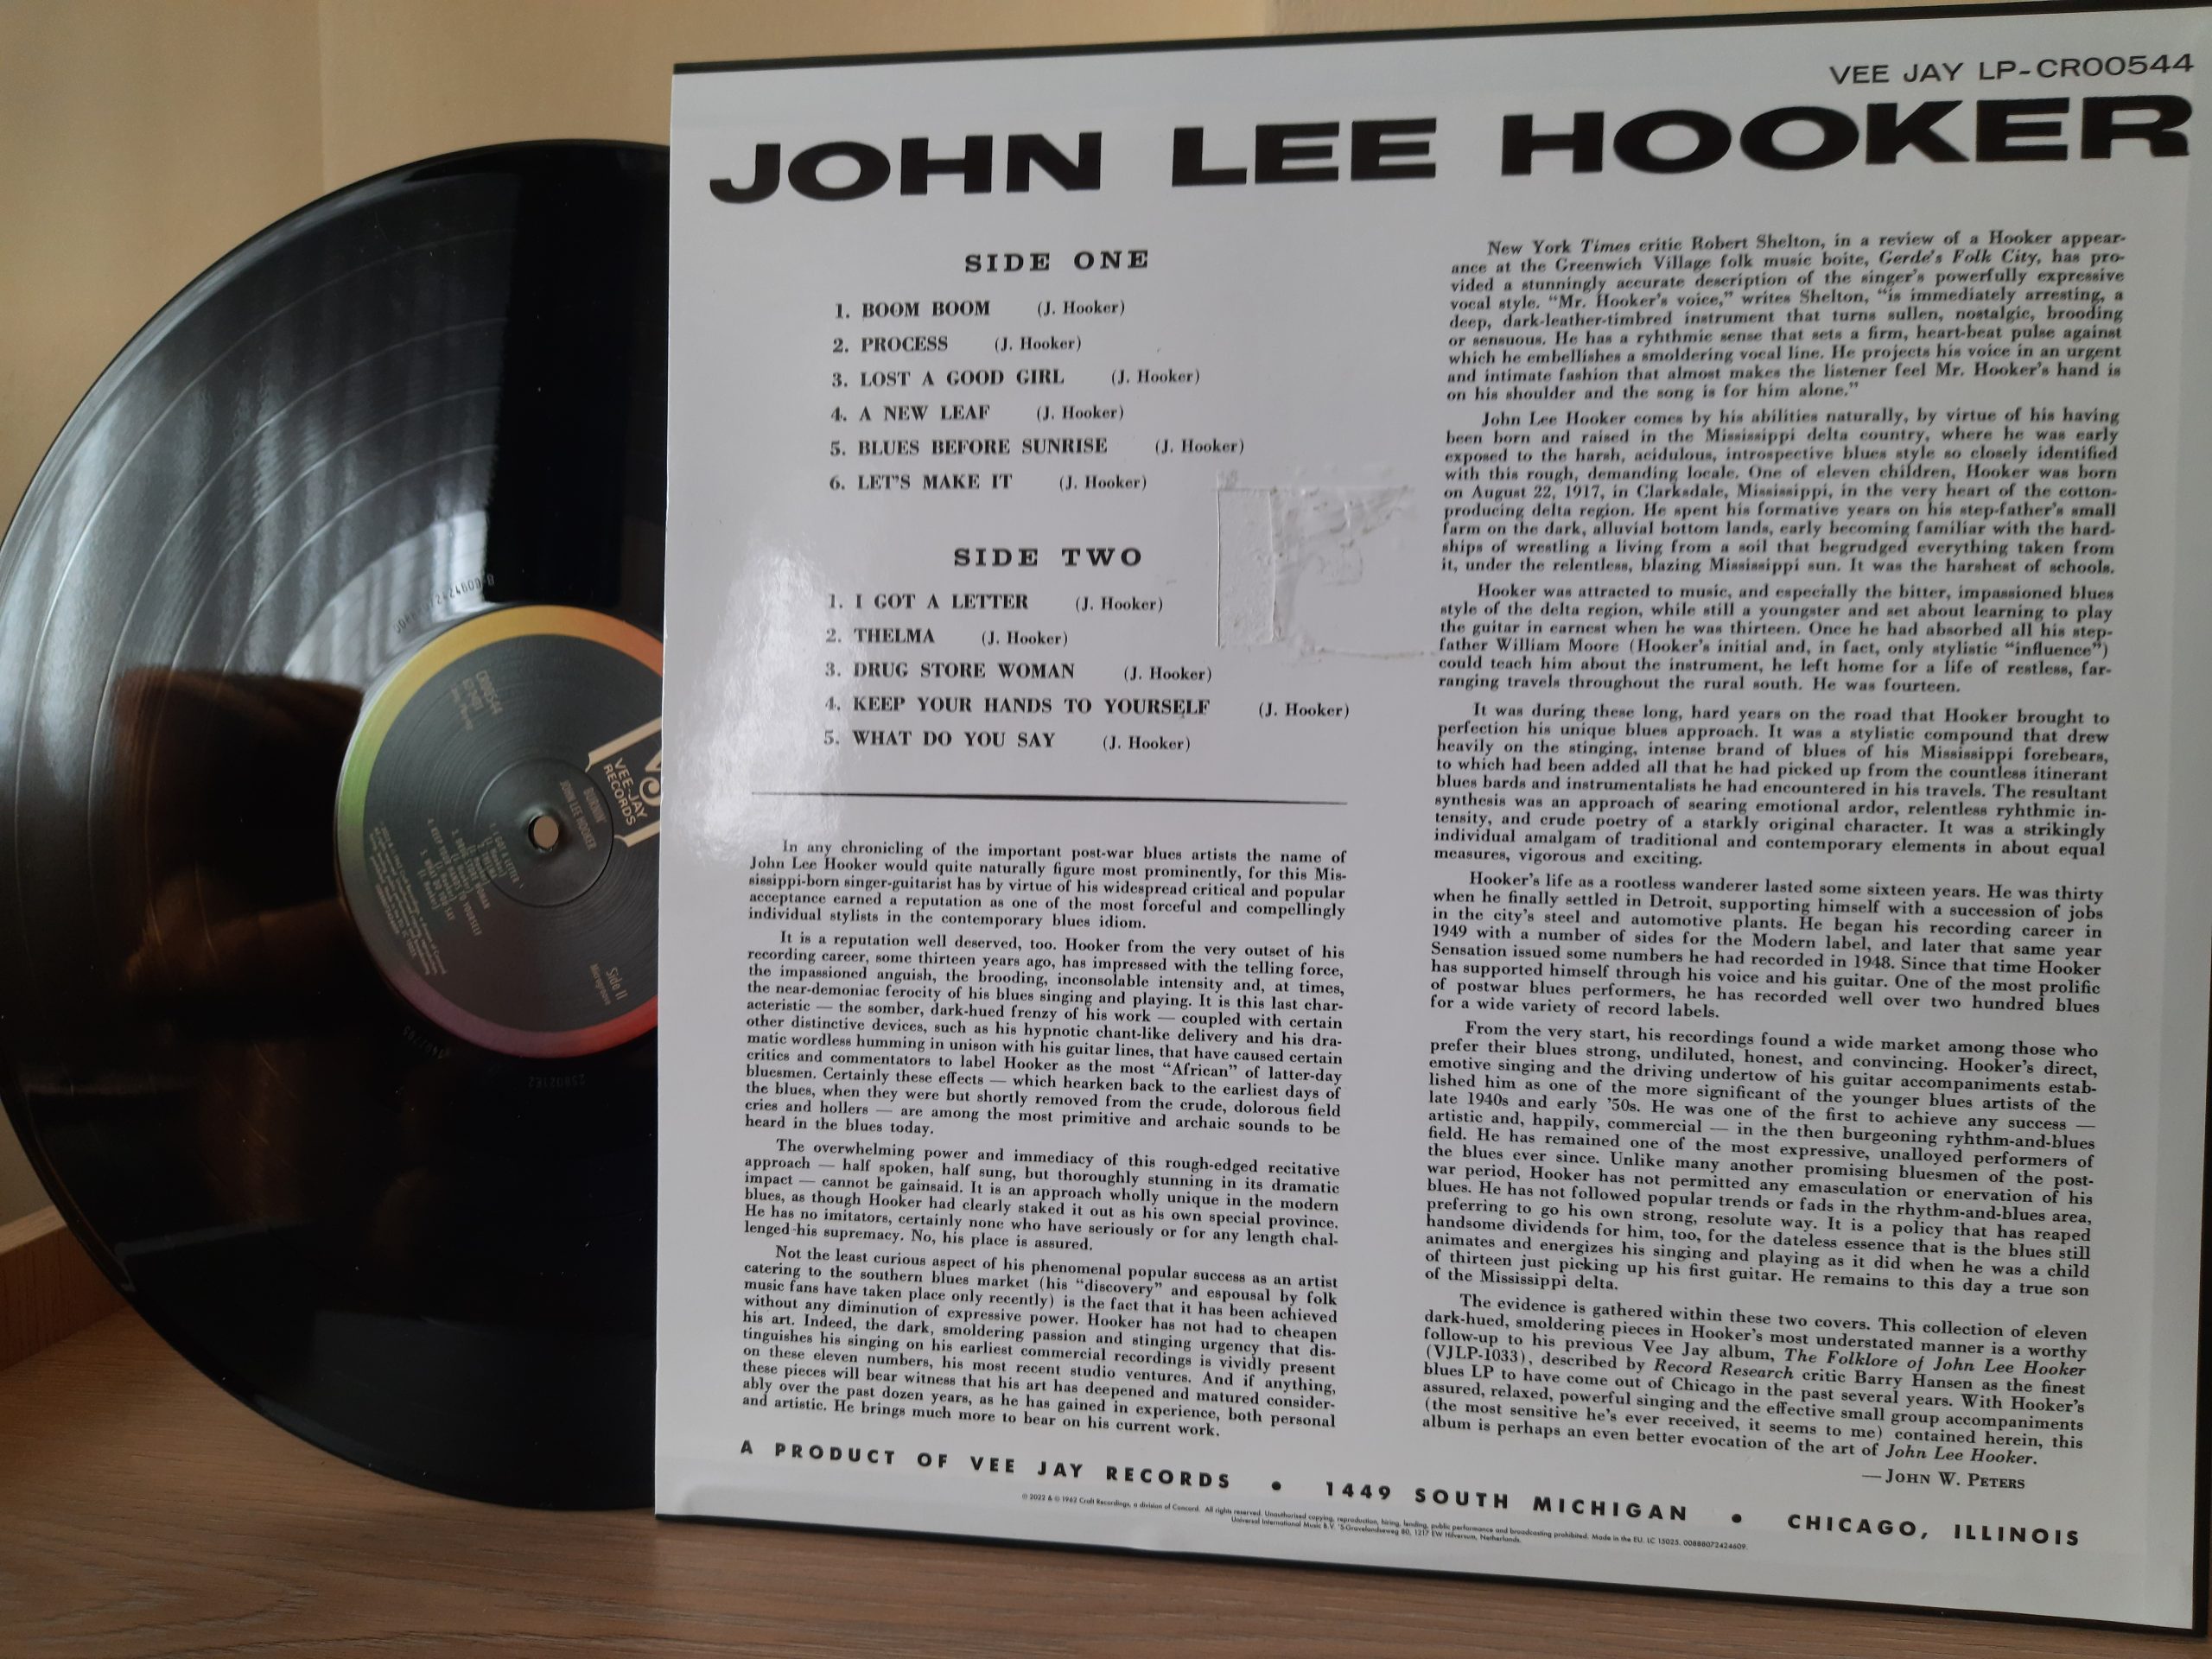 VEE JAY LP-CR00544
JOHN LEE HOOKER
SIDE ONE
1. BOOM BOOM (J. Hooker)
2. PROCESS (J. Hooker)
3. LOST A GOOD GIRL (J. Hooker)
4. A NEW LEAF (J. Hooker)
5. BLUES BEFORE SUNRISE (J. Hooker)
6. LET'S MAKE IT (J. Hooker)
SIDE TWO
1. I GOT A LETTER (J. Hooker)
2. THELMA (J. Hooker)
3. DRUG STORE WOMAN (J. Hooker)
4. KEEP YOUR HANDS TO YOURSELF (J. Hooker)
5. WHAT DO YOU SAY (J. Hooker)
In any chronicling of the important post-war blues artists the name of
John Lee Hooker would quite naturally figure most prominently, for this Mis-
sissippi-born singer-guitarist has by virtue of his widespread critical and popular
acceptance earned a reputation as one of the most forceful and compellingly
individual stylists in the contemporary blues idiom.
It is a reputation well deserved, too. Hooker from the very outset of his
recording career, some thirteen years ago, has impressed with the telling force,
the impassioned anguish, the brooding, inconsolable intensity and, at times,
the near-demoniac ferocity of his blues singing and playing. It is this last char-
acteristic — the somber, dark-hued frenzy of his work — coupled with certain
other distinctive devices, such as his hypnotic chant-like delivery and his dra-
matic wordless humming in unison with his guitar lines, that have caused certain
critics and commentators to label Hooker as the most "African" of latter-day
bluesmen. Certainly these effects — which hearken back to the earliest days of
the blues, when they were but shortly removed from the crude, dolorous field
cries and hollers — are among the most primitive and archaic sounds to be
heard in the blues today.
The overwhelming power and immediacy of this rough-edged recitative
approach — half spoken, half sung, but thoroughly stunning in its dramatic
impact — cannot be gainsaid. It is an approach wholly unique in the modern
blues, as though Hooker had clearly staked it out as his own special province.
He has no imitators, certainly none who have seriously or for any length chal-
lenged his supremacy. No, his place is assured.
Not the least curious aspect of his phenomenal popular success as an artist
catering to the southern blues market (his "discovery" and espousal by folk
music fans have taken place only recently) is the fact that it has been achieved
without any diminution of expressive power. Hooker has not had to cheapen
his art. Indeed, the dark, smoldering passion and stinging urgency that dis-
tinguishes his singing on his earliest commercial recordings is vividly present
on these eleven numbers, his most recent studio ventures. And if anything,
these pieces will bear witness that his art has deepened and matured consider-
ably over the past dozen years, as he has gained in experience, both personal
and artistic. He brings much more to bear on his current work.
New York Times critic Robert Shelton, in a review of a Hooker appear-
ance at the Greenwich Village folk music boite, Gerde's Folk City, has pro-
vided a stunningly accurate description of the singer's powerfully expressive
vocal style. "Mr. Hooker's voice," writes Shelton, "is immediately arresting, a
deep, dark-leather-timbred instrument that turns sullen, nostalgic, brooding
or sensuous. He has a ryhthmic sense that sets a firm, heart-beat pulse against
which he embellishes a smoldering vocal line. He projects his voice in an urgent
and intimate fashion that almost makes the listener feel Mr. Hooker's hand is
on his shoulder and the song is for him alone."
John Lee Hooker comes by his abilities naturally, by virtue of his having
been born and raised in the Mississippi delta country, where he was early
exposed to the harsh, acidulous, introspective blues style so closely identified
with this rough, demanding locale. One of eleven children, Hooker was born
on August 22, 1917, in Clarksdale, Mississippi, in the very heart of the cotton-
producing delta region. He spent his formative years on his step-father's small
farm on the dark, alluvial bottom lands, early becoming familiar with the hard-
ships of wrestling a living from a soil that begrudged everything taken from
it, under the relentless, blazing Mississippi sun. It was the harshest of schools.
Hooker was attracted to music, and especially the bitter, impassioned blues
style of the delta region, while still a youngster and set about learning to play
the guitar in earnest when he was thirteen. Once he had absorbed all his step-
father William Moore (Hooker's initial and, in fact, only stylistic "influence")
could teach him about the instrument, he left home for a life of restless, far-
ranging travels throughout the rural south. He was fourteen.
It was during these long, hard years on the road that Hooker brought to
perfection his unique blues approach. It was a stylistic compound that drew
heavily on the stinging, intense brand of blues of his Mississippi forebears,
to which had been added all that he had picked up from the countless itinerant
blues bards and instrumentalists he had encountered in his travels. The resultant
synthesis was an approach of searing emotional ardor, relentless ryhthmic in-
tensity, and crude poetry of a starkly original character. It was a strikingly
individual amalgam of traditional and contemporary elements in about equal
measures, vigorous and exciting.
Hooker's life as a rootless wanderer lasted some sixteen years. He was thirty
when he finally settled in Detroit, supporting himself with a succession of jobs
in the city's steel and automotive plants. He began his recording career in
1949 with a number of sides for the Modern label, and later that same year
Sensation issued some numbers he had recorded in 1948. Since that time Hooker
has supported himself through his voice and his guitar. One of the most prolific
of postwar blues performers, he has recorded well over two hundred blues
for a wide variety of record labels.
From the very start, his recordings found a wide market among those who
prefer their blues strong, undiluted, honest, and convincing. Hooker's direct,
emotive singing and the driving undertow of his guitar accompaniments estab-
lished him as one of the more significant of the younger blues artists of the
late 1940s and early '50s. He was one of the first to achieve any success —
artistic and, happily, commercial — in the then burgeoning ryhthm-and-blues
field. He has remained one of the most expressive, unalloyed performers of
the blues ever since. Unlike many another promising bluesmen of the post-
war period, Hooker has not permitted any emasculation or enervation of his
blues. He has not followed popular trends or fads in the rhythm-and-blues area,
preferring to go his own strong, resolute way. It is a policy that has reaped
handsome dividends for him, too, for the dateless essence that is the blues still
animates and energizes his singing and playing as it did when he was a child
of thirteen just picking up his first guitar. He remains to this day a true son
of the Mississippi delta.
The evidence is gathered within these two covers. This collection of eleven
dark-hued, smoldering pieces in Hooker's most understated manner is a worthy
follow-up to his previous Vee Jay album, The Folklore of John Lee Hooker
(VJLP-1033), described by Record Research critic Barry Hansen as the finest
blues LP to have come out of Chicago in the past several years. With Hooker's
assured, relaxed, powerful singing and the effective small group accompaniments
(the most sensitive he's ever received, it seems to me) contained herein, this
album is perhaps an even better evocation of the art of John Lee Hooker.
— JOHN W. PETERS
A PRODUCT OF VEE JAY RECORDS • 1449 SOUTH MICHIGAN • CHICAGO, ILLINOIS
℗ 2022 & © 1962 Craft Recordings, a division of Concord. All rights reserved. Unauthorised copying, reproduction, hiring, lending, public performance and broadcasting prohibited. Made in the EU. LC 15025. 00888072424609.
Universal International Music B.V. 'S-Gravelandseweg 80, 1217 EW Hilversum, Netherlands.
VEE-JAY
RECORDS
BURNIN'
JOHN LEE HOOKER
CR00544
1. I GOT A LETTER
2. THELMA
3. DRUG STORE WOMAN
4. KEEP YOUR HANDS TO YOURSELF
5. WHAT DO YOU SAY
Side II
Microgroove